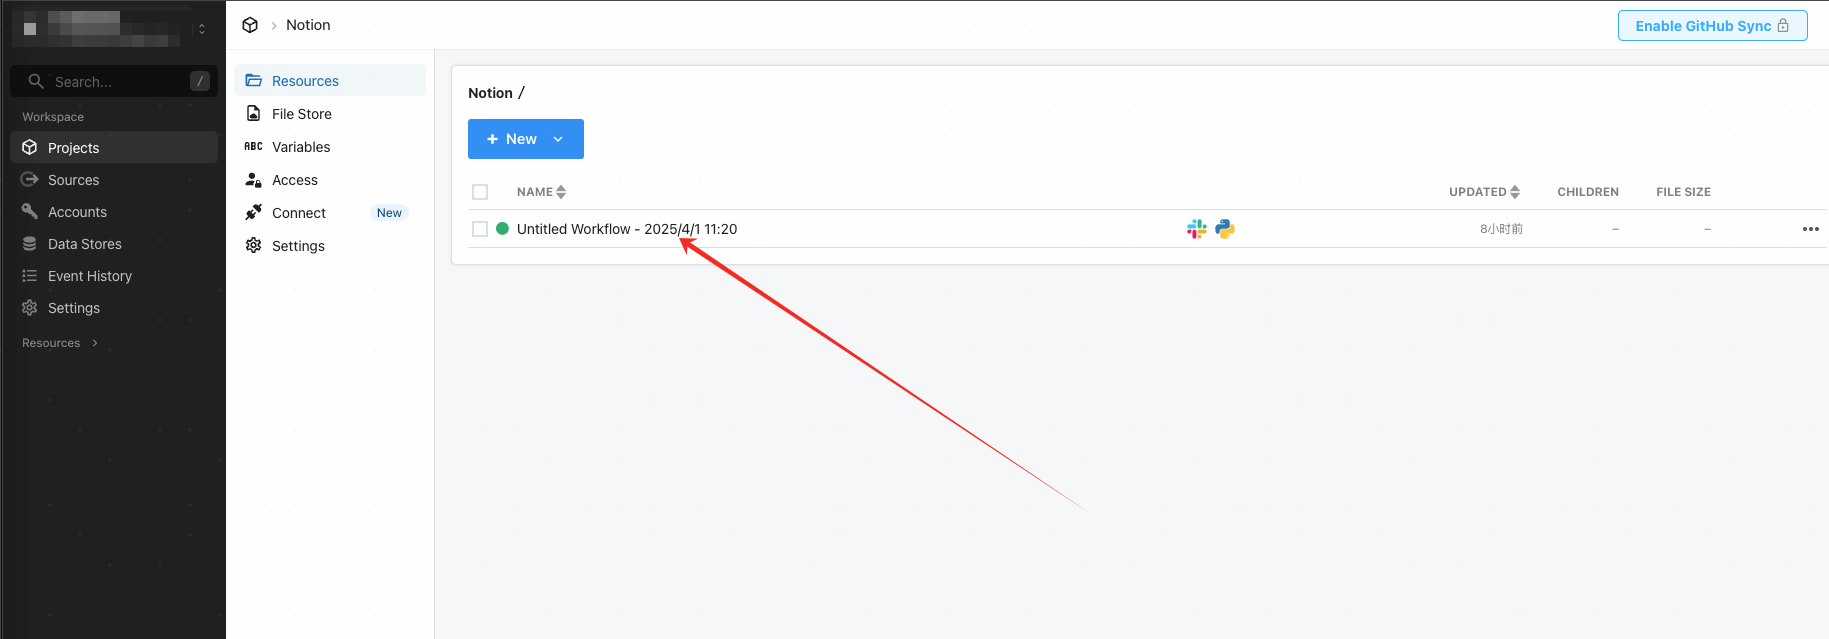 Notion
Enable GitHub Sync
Search...
/
Workspace
Projects
Sources
Accounts
Data Stores
Event History
Settings
Resources
Resources
File Store
ABC Variables
Access
Connect New
Settings
Notion /
+ New
NAME UPDATED CHILDREN FILE SIZE
Untitled Workflow - 2025/4/1 11:20 8小时前 – –